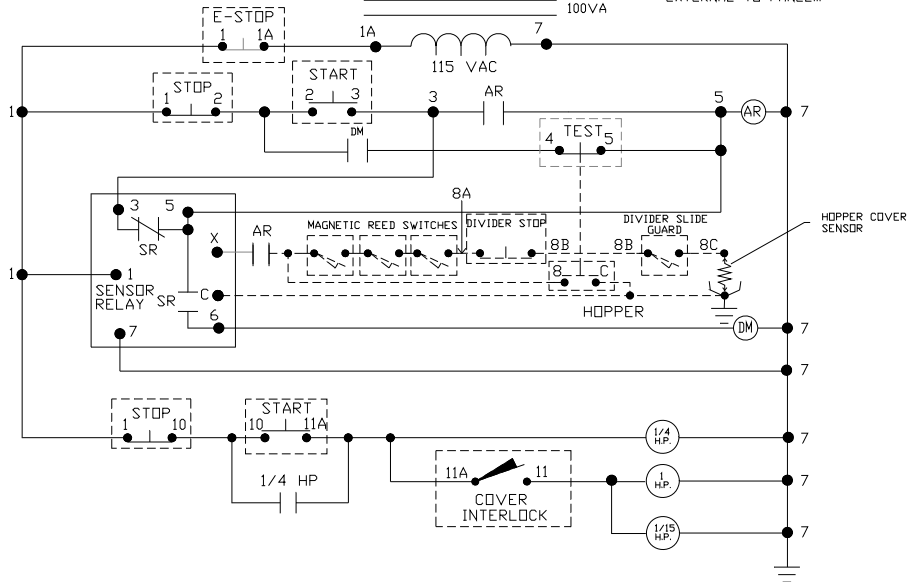 100VA
E-STOP
1 1A 1A 7
115 VAC
STOP
START
1 2 2 3 3 AR 5
1 AR 7
DM
TEST
4 5
8A
3 5
MAGNETIC REED SWITCHES
DIVIDER STOP
DIVIDER SLIDE
GUARD
HOPPER COVER
SENSOR
SR
X
AR
8B 8B 8C
1 1
8 C
SENSOR
RELAY
SR C
HOPPER
6
7
DM 7
7
STOP
START
1 10 10 11A
1/4
H.P.
7
1/4 HP
11A 11
1
H.P.
7
COVER
INTERLOCK
1/15
H.P.
7